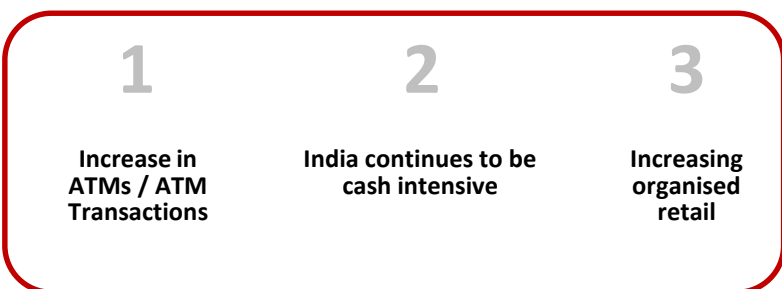 1
Increase in
ATMs / ATM
Transactions
2
India continues to be
cash intensive
3
Increasing
organised
retail